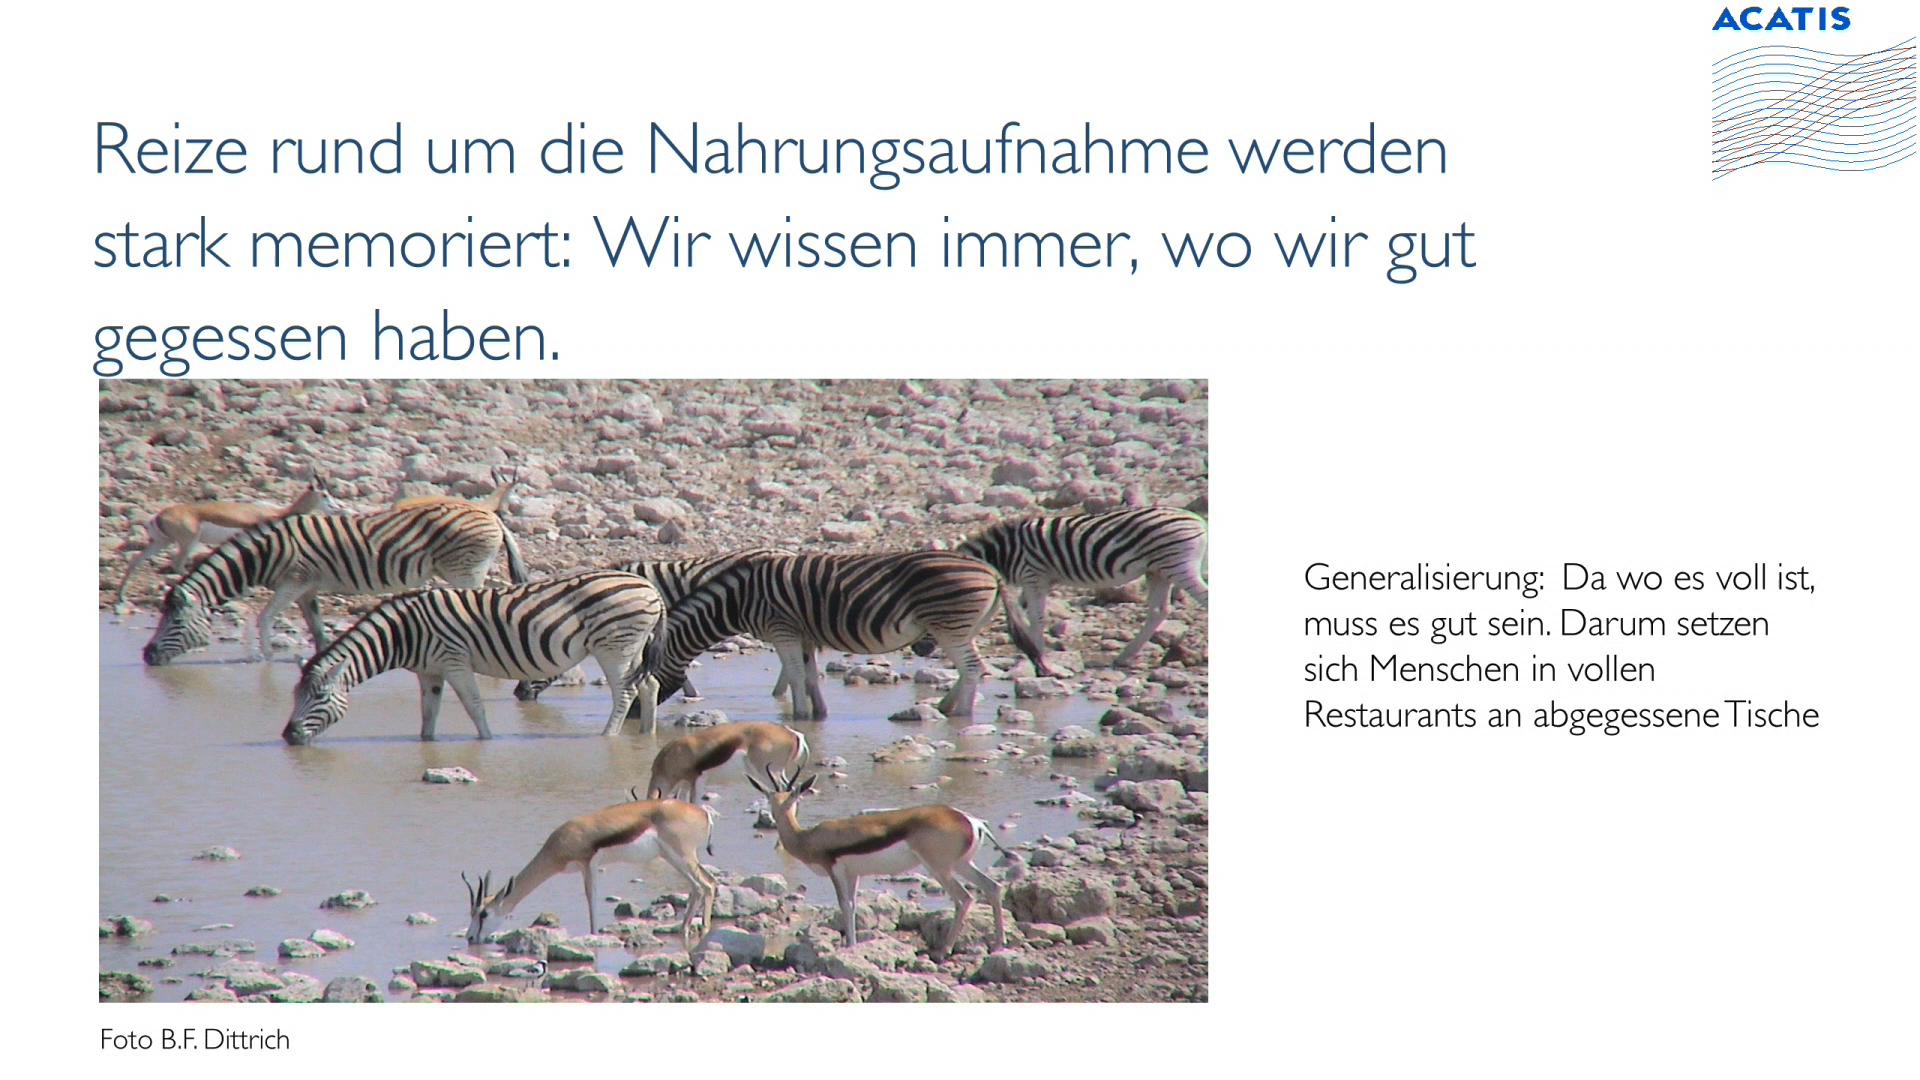 ACATIS
Reize rund um die Nahrungsaufnahme werden
stark memoriert: Wir wissen immer, wo wir gut
gegessen haben.
Generalisierung: Da wo es voll ist,
muss es gut sein. Darum setzen
sich Menschen in vollen
Restaurants an abgegessene Tische
Foto B.F. Dittrich